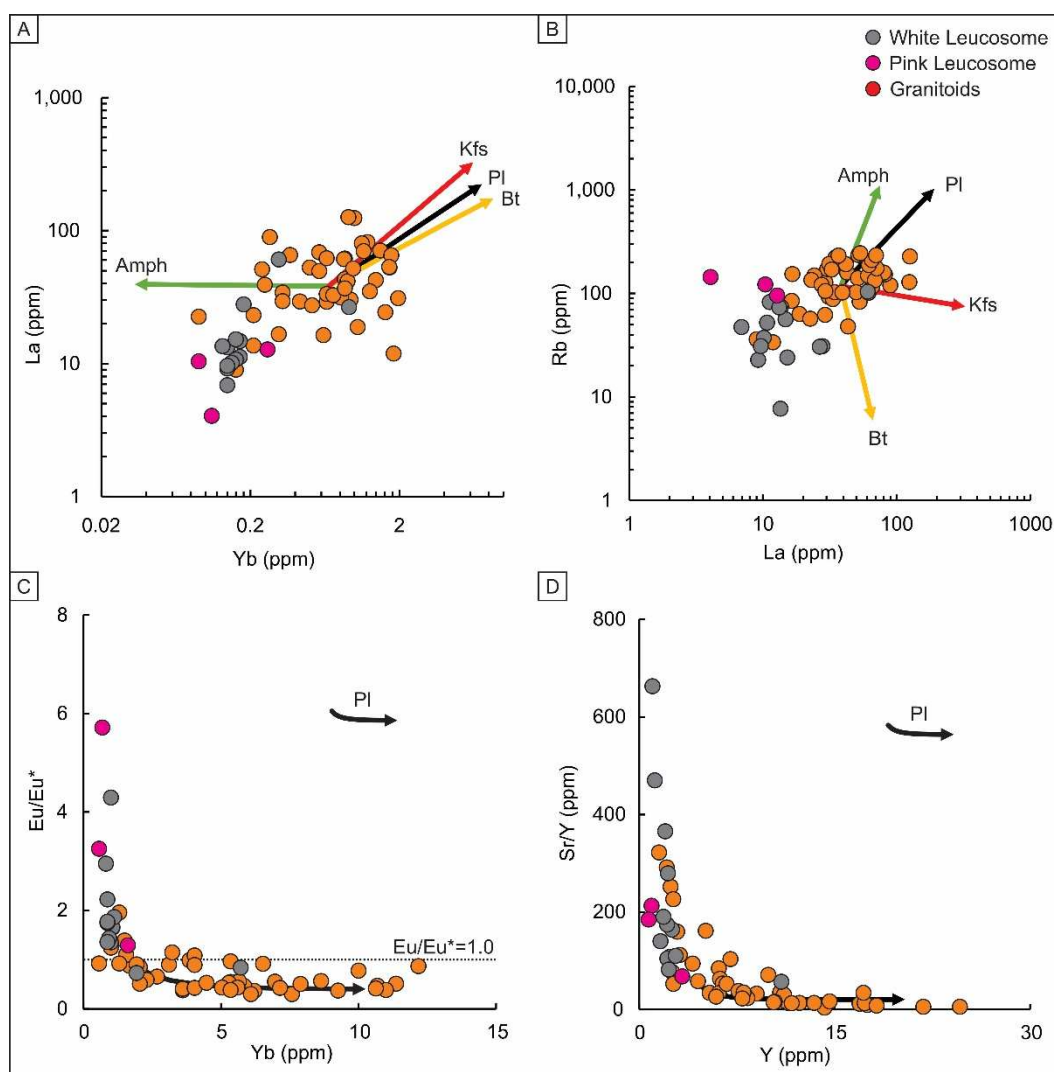 A
1,000
100
10
1
La (ppm)
0.02
0.2
2
Yb (ppm)
Kfs
Pl
Bt
Amph
B
White Leucosome
Pink Leucosome
Granitoids
10,000
1,000
100
10
1
Rb (ppm)
1
10
100
1000
La (ppm)
Amph
Pl
Kfs
Bt
C
8
6
4
2
0
Eu/Eu*
0
5
10
15
Yb (ppm)
Pl
Eu/Eu*=1.0
D
800
600
400
200
0
Sr/Y (ppm)
0
15
30
Y (ppm)
Pl